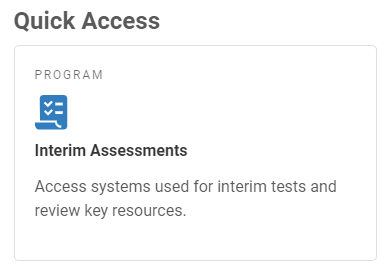 Quick Access
PROGRAM
Interim Assessments
Access systems used for interim tests and
review key resources.